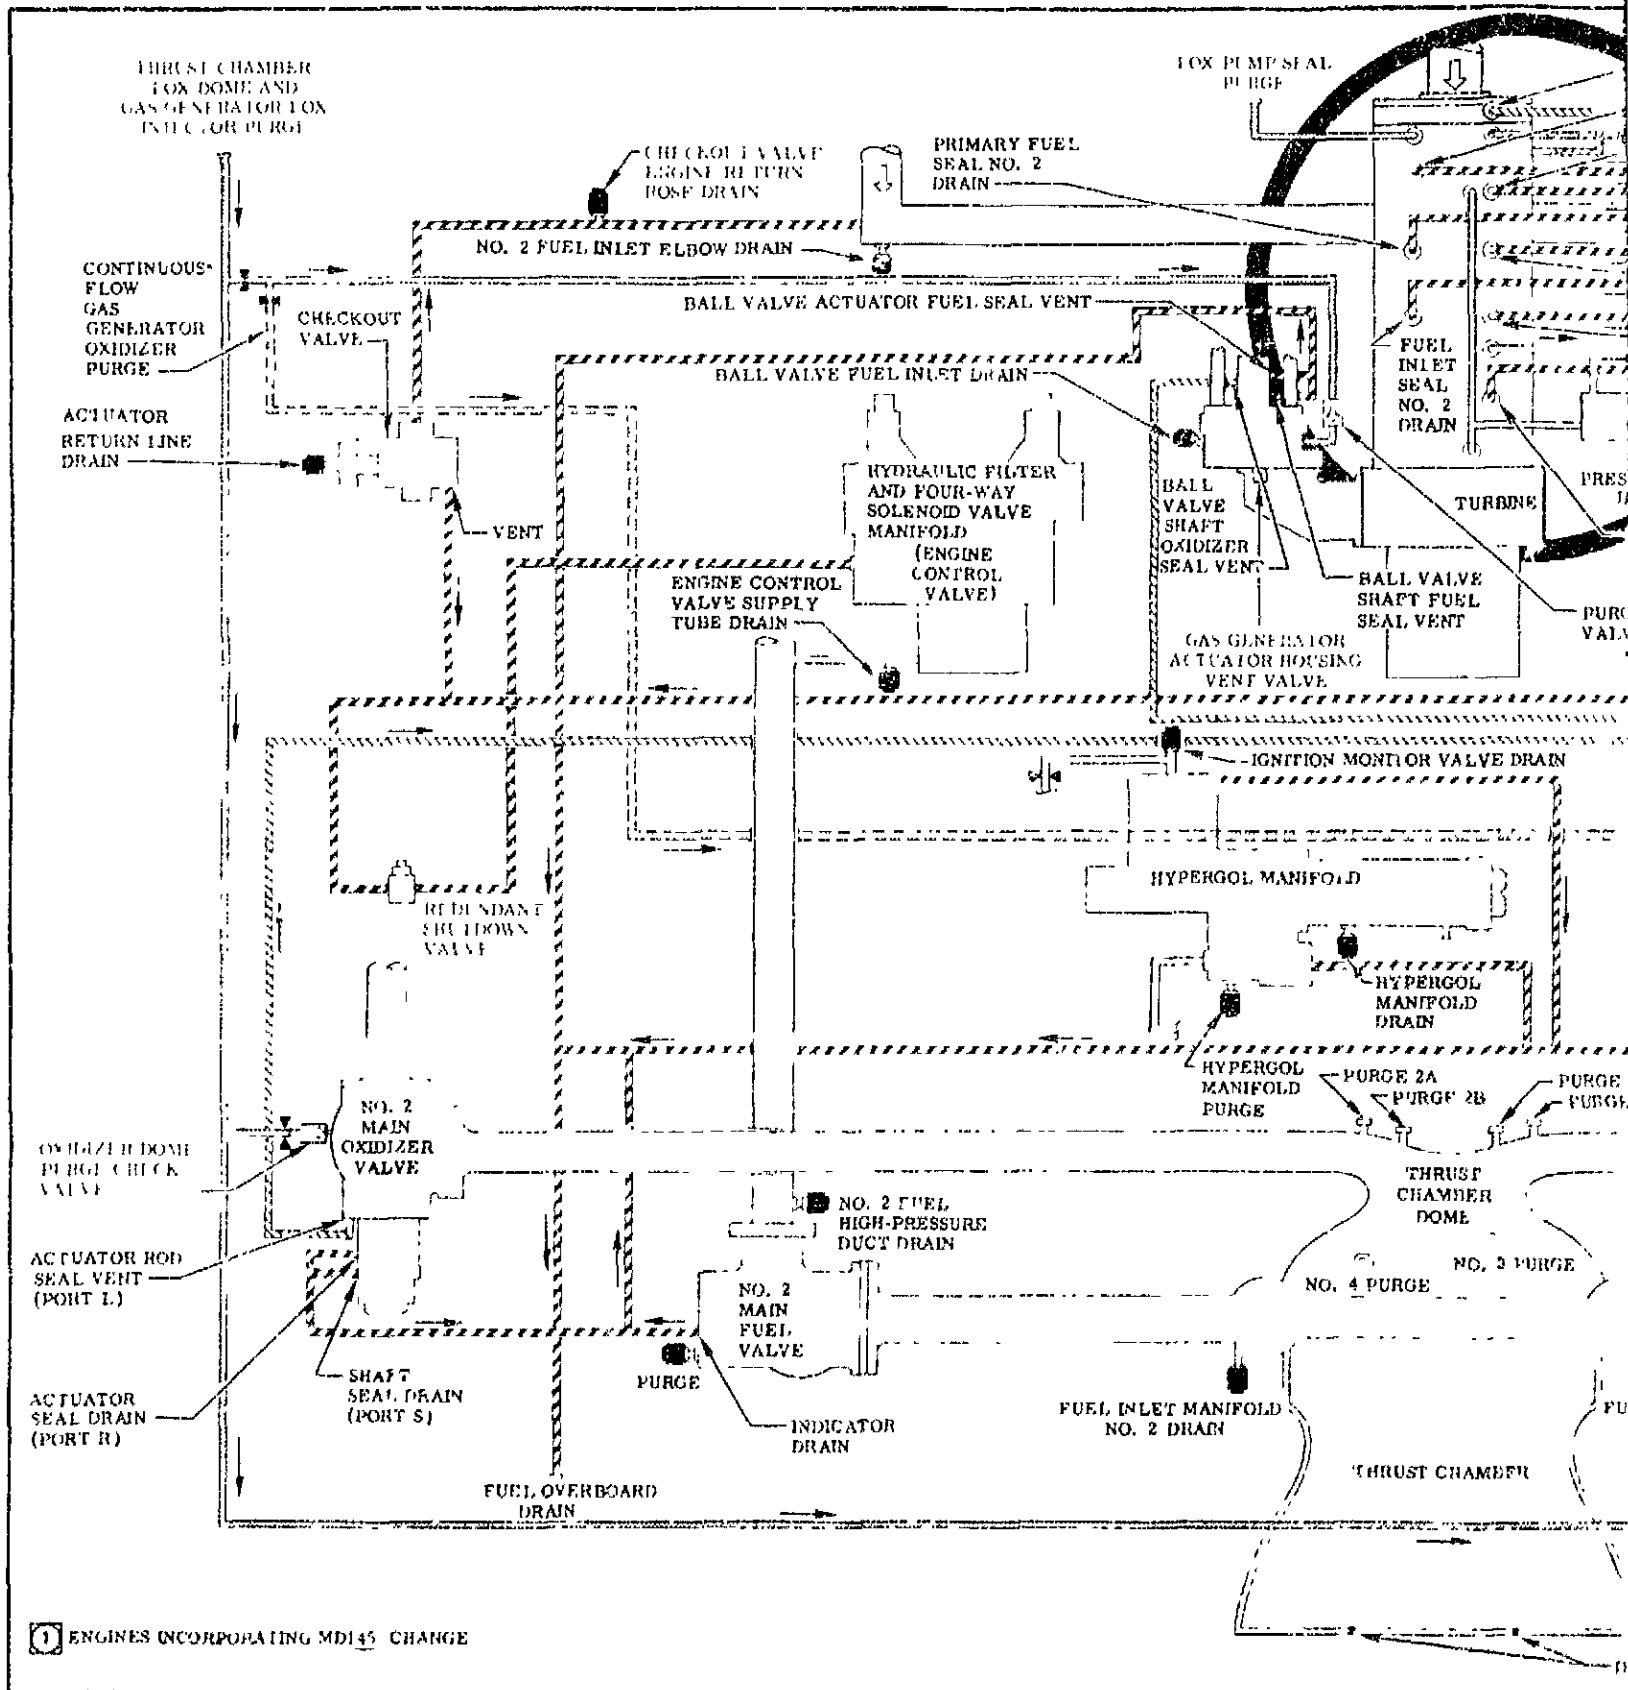 THRUST CHAMBER
LOX DOME AND
GAS GENERATOR LOX
INJECTOR PURGE
LOX PUMP SEAL
PURGE
CHECKOUT VALVE
ENGINE RETURN
HOSE DRAIN
PRIMARY FUEL
SEAL NO. 2
DRAIN
NO. 2 FUEL INLET ELBOW DRAIN
CONTINUOUS-
FLOW
GAS
GENERATOR
OXIDIZER
PURGE
CHECKOUT
VALVE
BALL VALVE ACTUATOR FUEL SEAL VENT
BALL VALVE FUEL INLET DRAIN
FUEL
INLET
SEAL
NO. 2
DRAIN
ACTUATOR
RETURN LINE
DRAIN
VENT
HYDRAULIC FILTER
AND FOUR-WAY
SOLENOID VALVE
MANIFOLD
(ENGINE
CONTROL
VALVE)
BALL
VALVE
SHAFT
OXIDIZER
SEAL VENT
TURBINE
PRES
BALL VALVE
SHAFT FUEL
SEAL VENT
PURG
VALV
ENGINE CONTROL
VALVE SUPPLY
TUBE DRAIN
GAS GENERATOR
ACTUATOR HOUSING
VENT VALVE
IGNITION MONITOR VALVE DRAIN
REDUNDANT
SHUTDOWN
VALVE
HYPERGOL MANIFOLD
HYPERGOL
MANIFOLD
DRAIN
HYPERGOL
MANIFOLD
PURGE
PURGE 2A
PURGE 2B
PURGE
PURGE
NO. 2
MAIN
OXIDIZER
VALVE
OXIDIZER DOME
PURGE CHECK
VALVE
THRUST
CHAMBER
DOME
NO. 2 FUEL
HIGH-PRESSURE
DUCT DRAIN
ACTUATOR ROD
SEAL VENT
(PORT L)
NO. 3 PURGE
NO. 4 PURGE
NO. 2
MAIN
FUEL
VALVE
PURGE
SHAFT
SEAL DRAIN
(PORT S)
ACTUATOR
SEAL DRAIN
(PORT R)
INDICATOR
DRAIN
FUEL INLET MANIFOLD
NO. 2 DRAIN
FU
THRUST CHAMBER
FUEL OVERBOARD
DRAIN
1 ENGINES INCORPORATING MD145 CHANGE